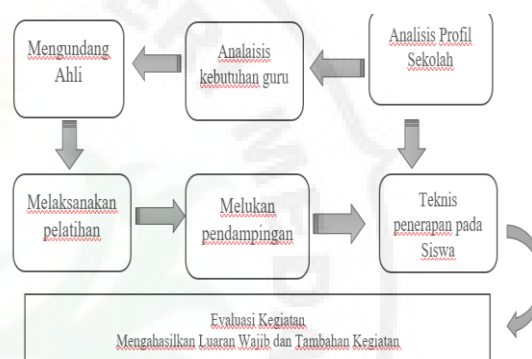 Mengundang
Ahli
Analaisis
kebutuhan guru
Analisis Profil
Sekolah
Melaksanakan
pelatihan
Melukan
pendampingan
Teknis
penerapan pada
Siswa
Evaluasi Kegiatan
Mengahasilkan Luaran Wajib dan Tambahan Kegiatan